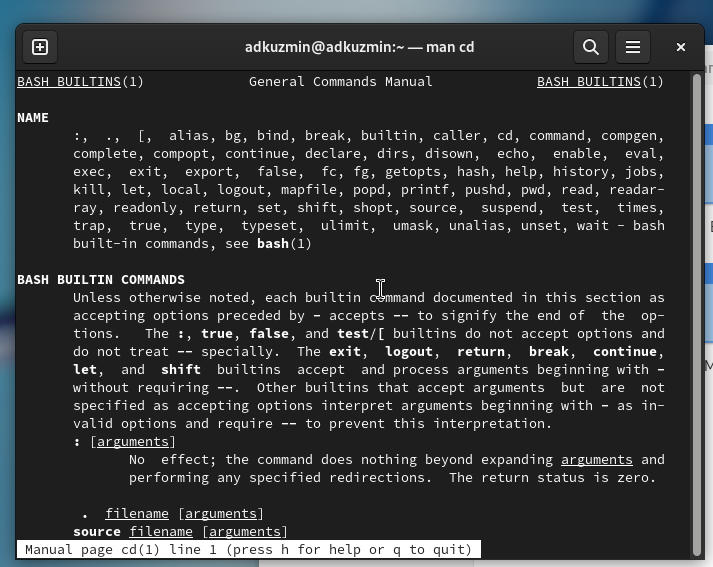 adkuzmin@adkuzmin:~ — man cd
BASH_BUILTINS(1) General Commands Manual BASH_BUILTINS(1)
NAME
:, ., [, alias, bg, bind, break, builtin, caller, cd, command, compgen,
complete, compopt, continue, declare, dirs, disown, echo, enable, eval,
exec, exit, export, false, fc, fg, getopts, hash, help, history, jobs,
kill, let, local, logout, mapfile, popd, printf, pushd, pwd, read, readar-
ray, readonly, return, set, shift, shopt, source, suspend, test, times,
trap, true, type, typeset, ulimit, umask, unalias, unset, wait - bash
built-in commands, see bash(1)
BASH BUILTIN COMMANDS
Unless otherwise noted, each builtin command documented in this section as
accepting options preceded by - accepts -- to signify the end of the op-
tions. The :, true, false, and test/[ builtins do not accept options and
do not treat -- specially. The exit, logout, return, break, continue,
let, and shift builtins accept and process arguments beginning with -
without requiring --. Other builtins that accept arguments but are not
specified as accepting options interpret arguments beginning with - as in-
valid options and require -- to prevent this interpretation.
: [arguments]
No effect; the command does nothing beyond expanding arguments and
performing any specified redirections. The return status is zero.
. filename [arguments]
source filename [arguments]
Manual page cd(1) line 1 (press h for help or q to quit)